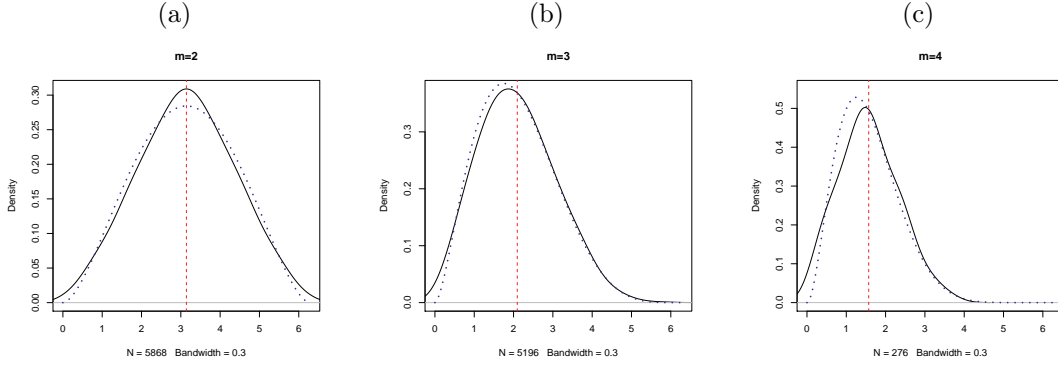 (a)
m=2
Density
0.00 0.05 0.10 0.15 0.20 0.25 0.30
0 1 2 3 4 5 6
N = 5868 Bandwidth = 0.3
(b)
m=3
Density
0.0 0.1 0.2 0.3
0 1 2 3 4 5 6
N = 5196 Bandwidth = 0.3
(c)
m=4
Density
0.0 0.1 0.2 0.3 0.4 0.5
0 1 2 3 4 5 6
N = 276 Bandwidth = 0.3